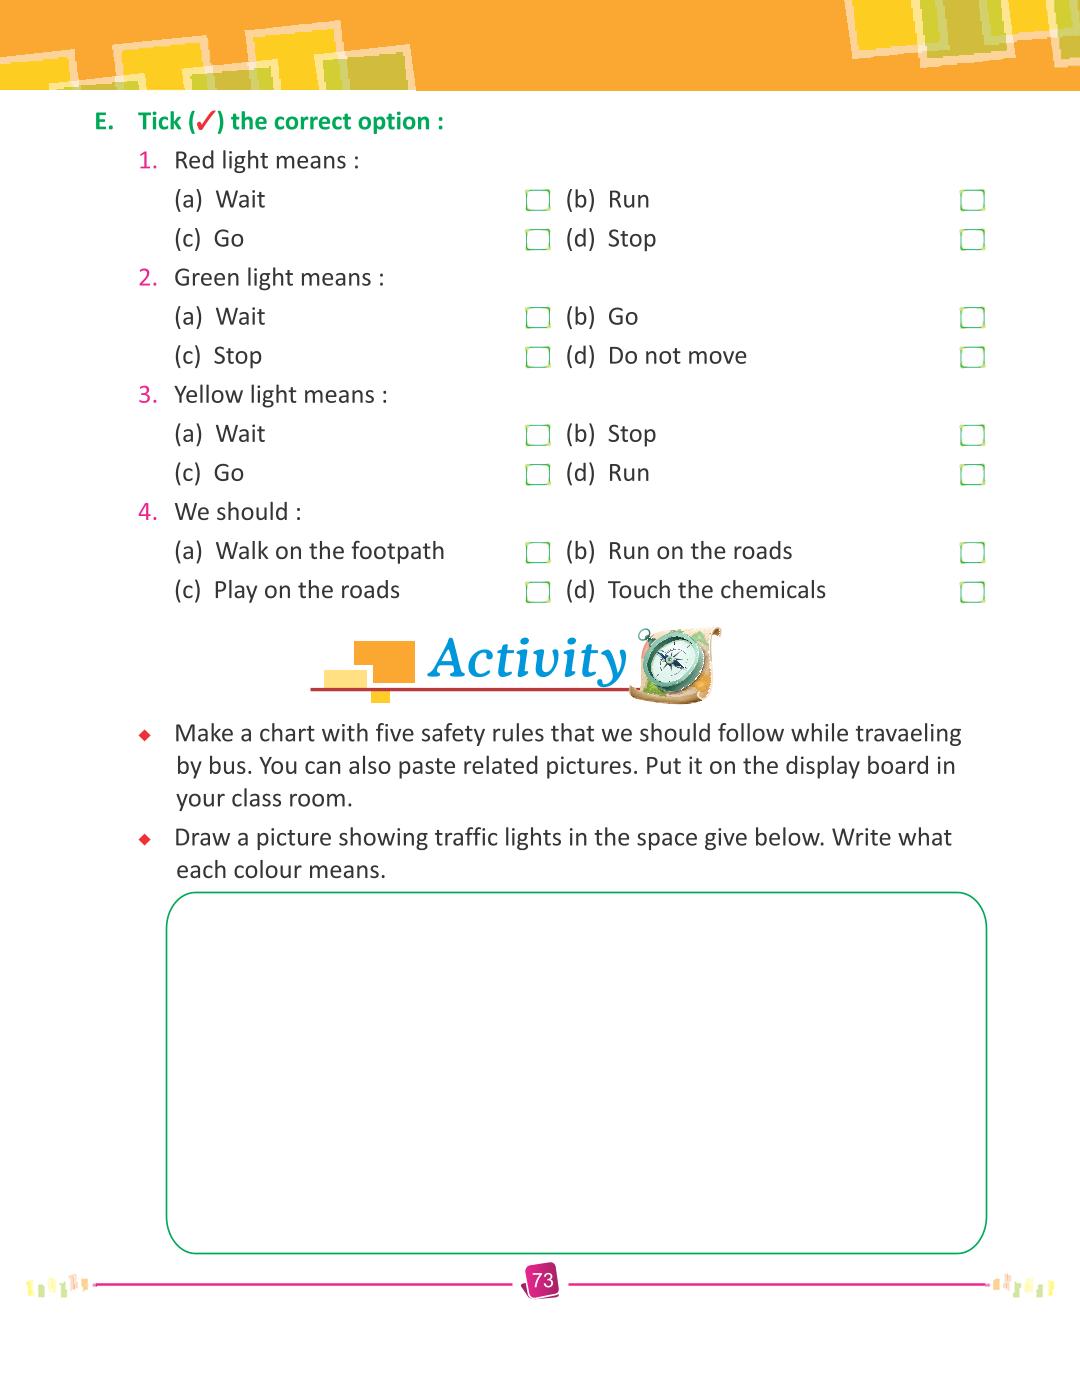 E. Tick (✓) the correct option :
1. Red light means :
(a) Wait (b) Run
(c) Go (d) Stop
2. Green light means :
(a) Wait (b) Go
(c) Stop (d) Do not move
3. Yellow light means :
(a) Wait (b) Stop
(c) Go (d) Run
4. We should :
(a) Walk on the footpath (b) Run on the roads
(c) Play on the roads (d) Touch the chemicals
Activity
◆ Make a chart with five safety rules that we should follow while travaeling
by bus. You can also paste related pictures. Put it on the display board in
your class room.
◆ Draw a picture showing traffic lights in the space give below. Write what
each colour means.
73